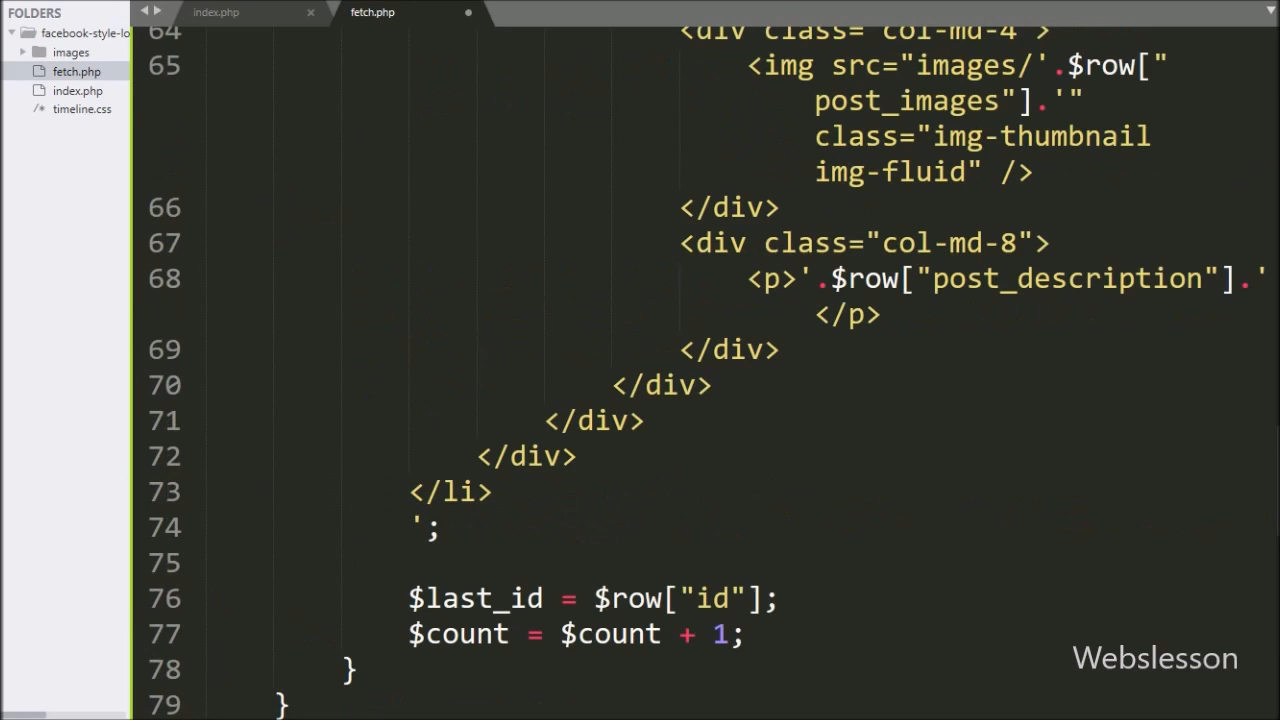 FOLDERS
facebook-style-lo
images
fetch.php
index.php
/* timeline.css
index.php ×
fetch.php
64 <div class="col-md-4">
65 <img src="images/'.$row["
post_images"].'"
class="img-thumbnail
img-fluid" />
66 </div>
67 <div class="col-md-8">
68 <p>'.$row["post_description"].'
</p>
69 </div>
70 </div>
71 </div>
72 </div>
73 </li>
74 ';
75
76 $last_id = $row["id"];
77 $count = $count + 1;
78 }
79 }
Webslesson